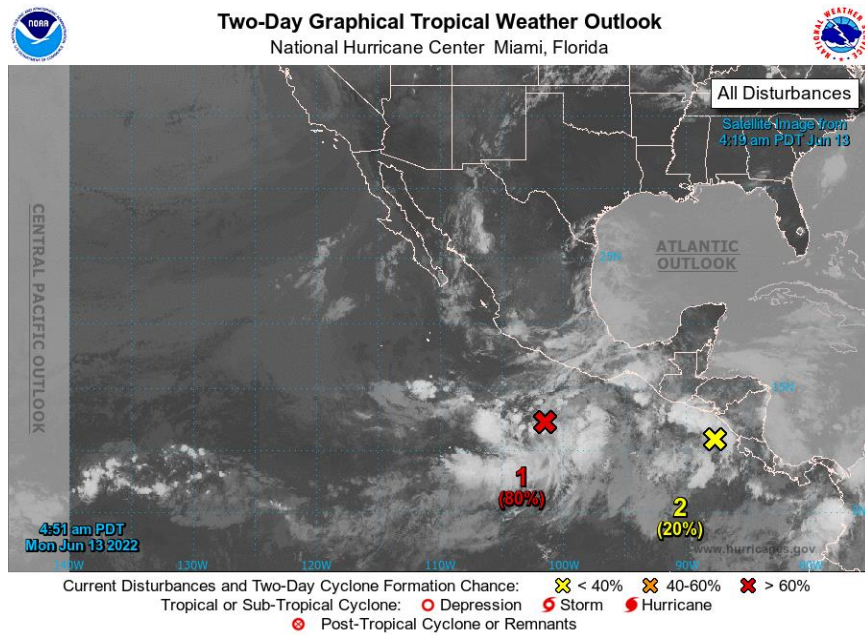 Two-Day Graphical Tropical Weather Outlook
National Hurricane Center Miami, Florida
NOAA
All Disturbances
Satellite Image from
4:19 am PDT Jun 13
CENTRAL PACIFIC OUTLOOK
ATLANTIC
OUTLOOK
25N
15N
1
(80%)
2
(20%)
4:51 am PDT
Mon Jun 13 2022
www.hurricanes.gov
140W 130W 120W 110W 100W 90W 80W
Current Disturbances and Two-Day Cyclone Formation Chance: < 40% 40-60% > 60%
Tropical or Sub-Tropical Cyclone: Depression Storm Hurricane
Post-Tropical Cyclone or Remnants